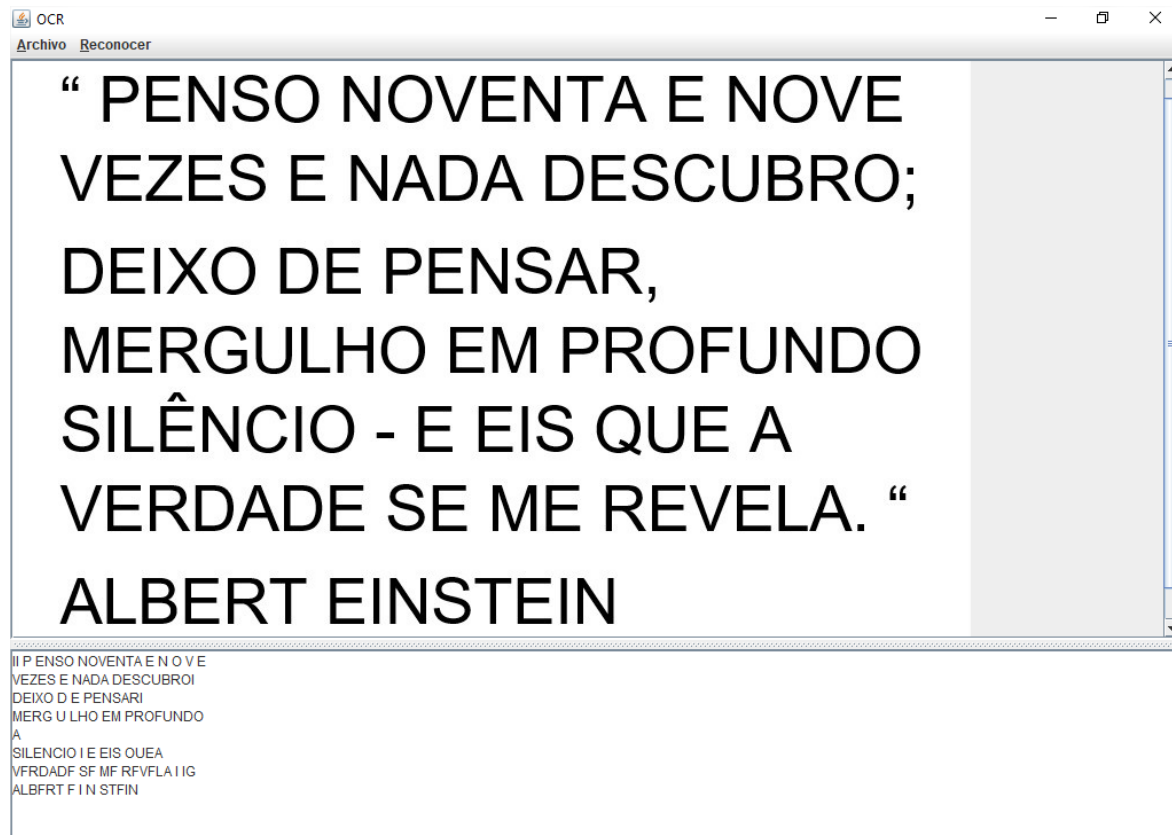 OCR
Archivo Reconocer
“ PENSO NOVENTA E NOVE
VEZES E NADA DESCUBRO;
DEIXO DE PENSAR,
MERGULHO EM PROFUNDO
SILÊNCIO - E EIS QUE A
VERDADE SE ME REVELA. “
ALBERT EINSTEIN
II P ENSO NOVENTA E N O V E
VEZES E NADA DESCUBROI
DEIXO D E PENSARI
MERG U LHO EM PROFUNDO
A
SILENCIO I E EIS OUEA
VFRDADF SF MF RFVFLA I IG
ALBFRT F I N STFIN